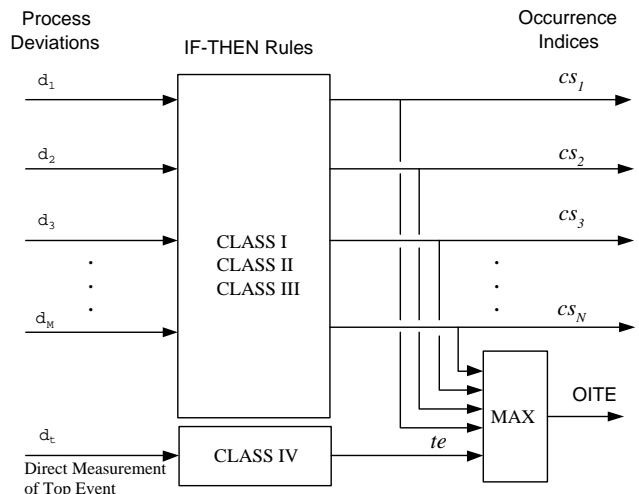 Process
Deviations
IF-THEN Rules
Occurrence
Indices
d1
cs1
d2
cs2
d3
cs3
CLASS I
CLASS II
CLASS III
dM
csN
MAX
OITE
dt
CLASS IV
te
Direct Measurement
of Top Event